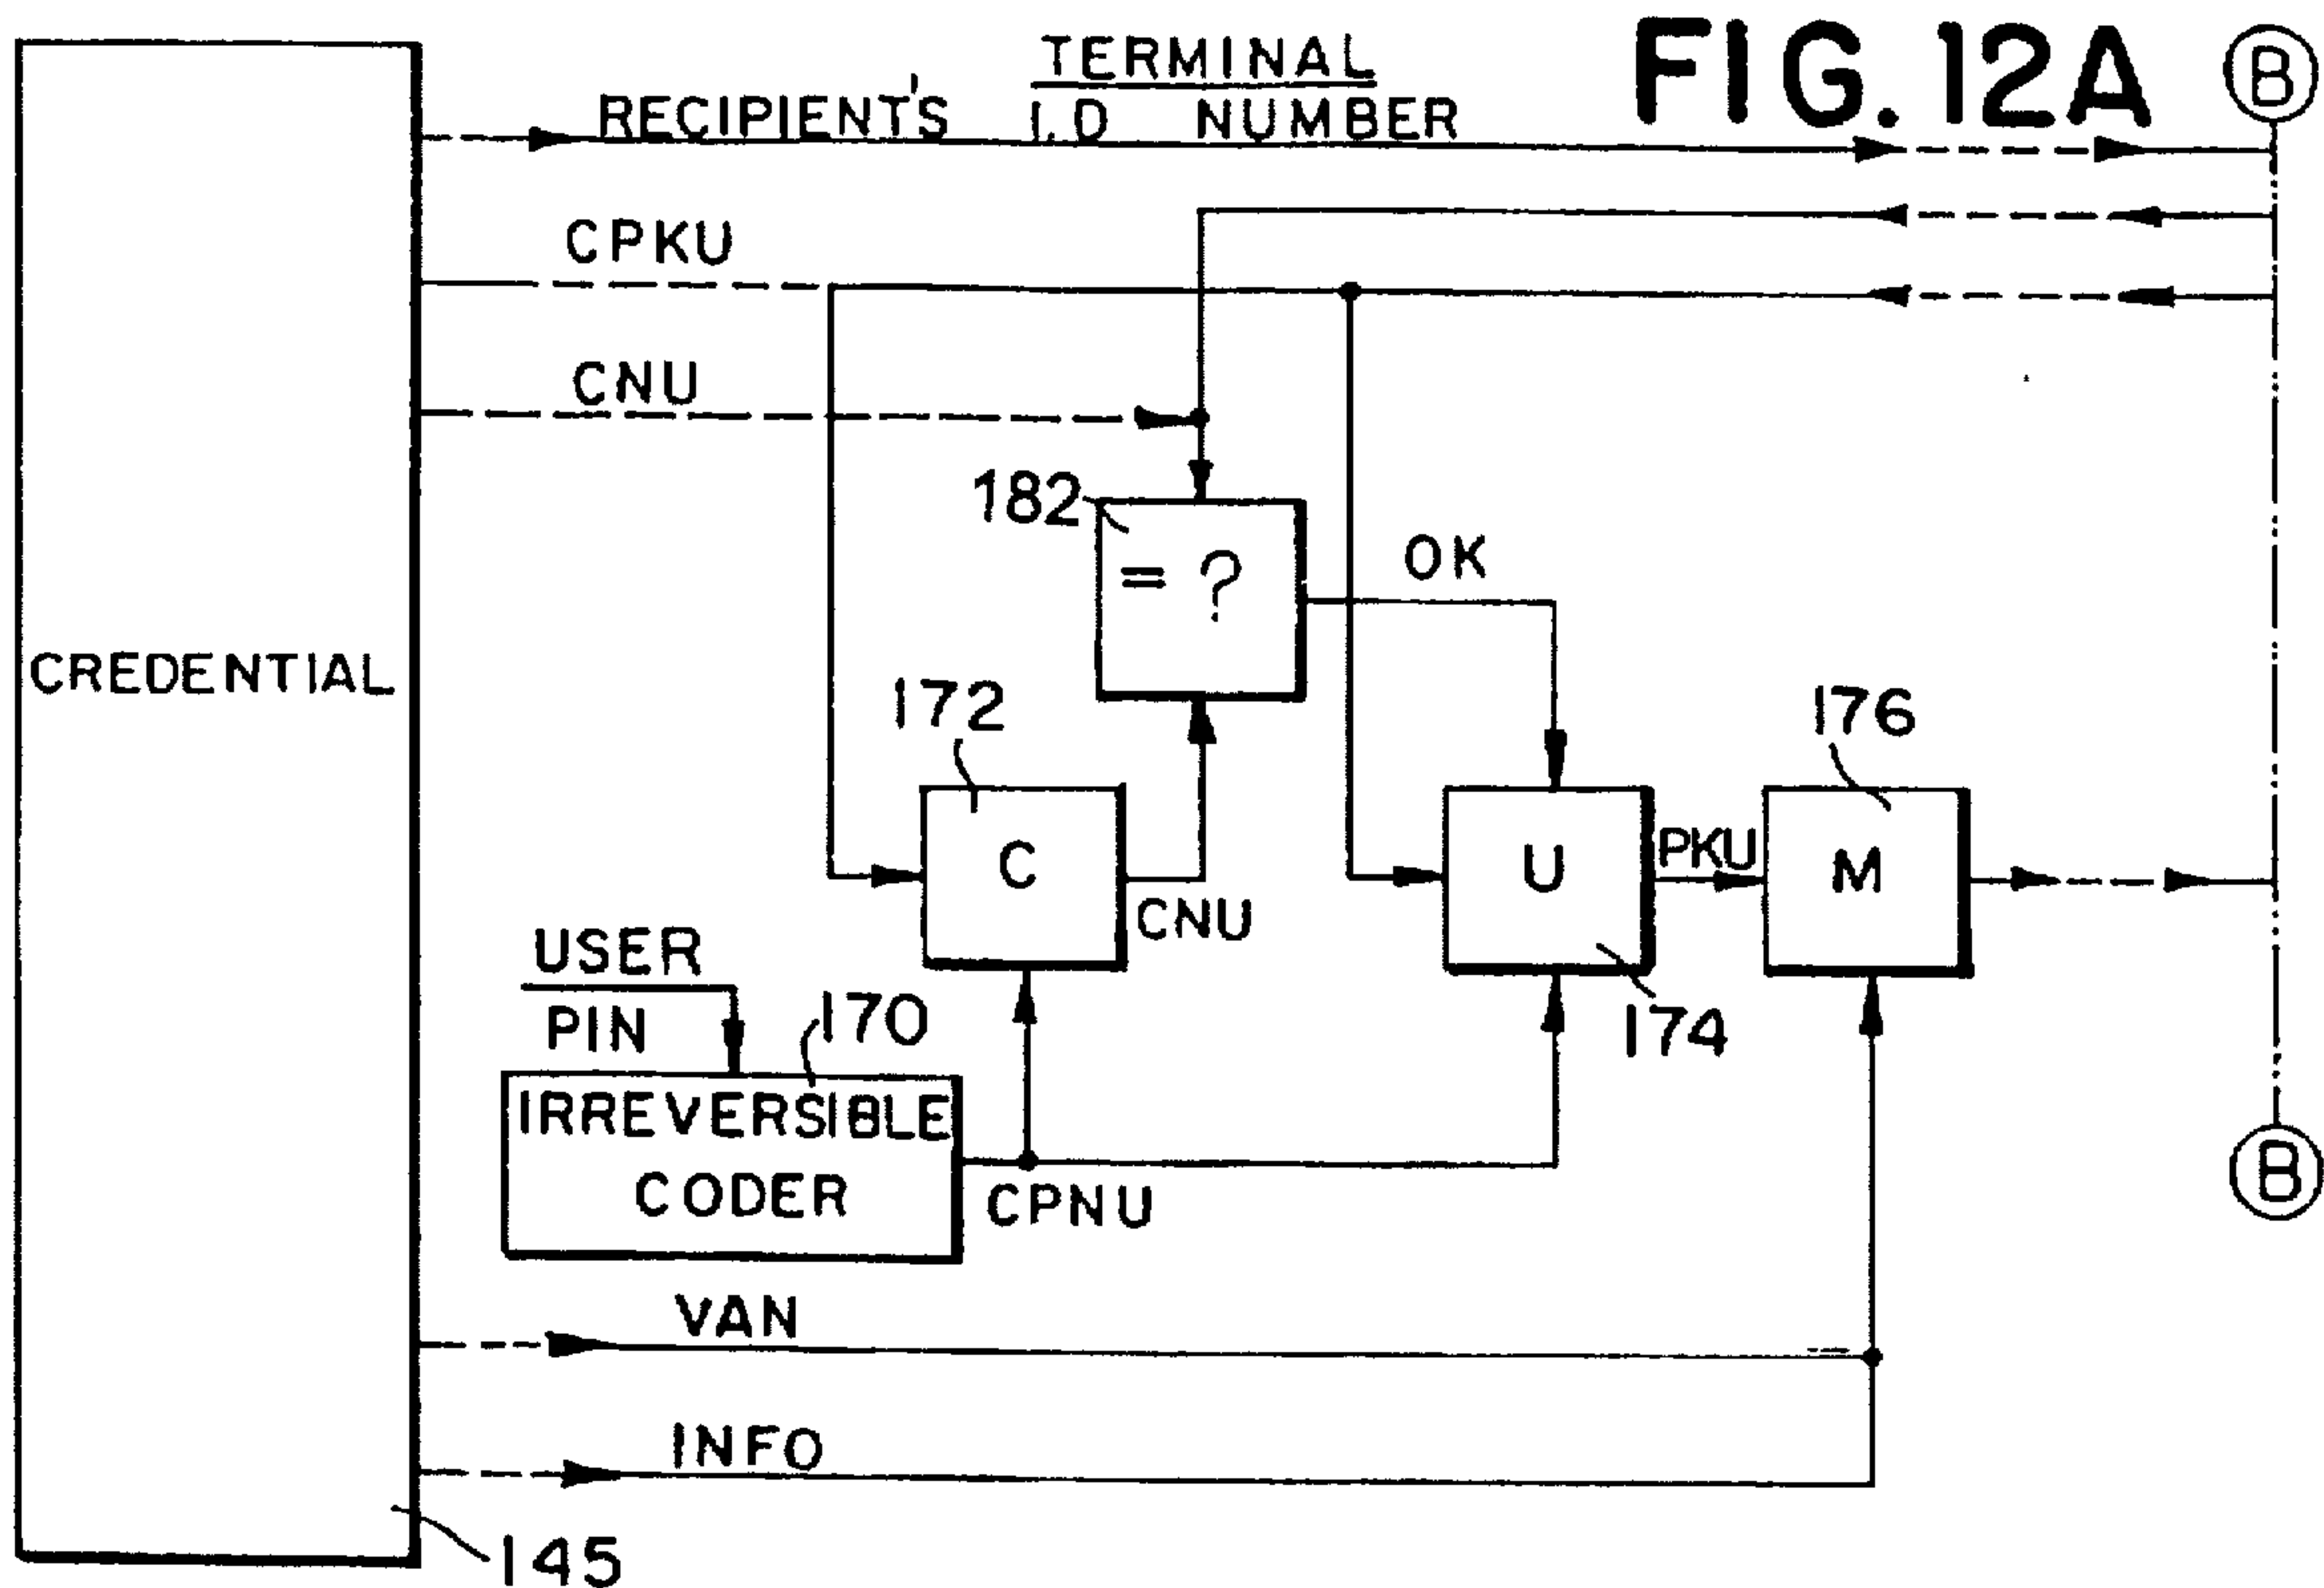 FIG. 12A
B
TERMINAL
RECIPIENT'S I.D NUMBER
CPKU
CNU
182
= ?
OK
CREDENTIAL
172
176
C
U
PKU
M
CNU
USER
PIN
170
174
IRREVERSIBLE
CODER
CPNU
B
VAN
INFO
145